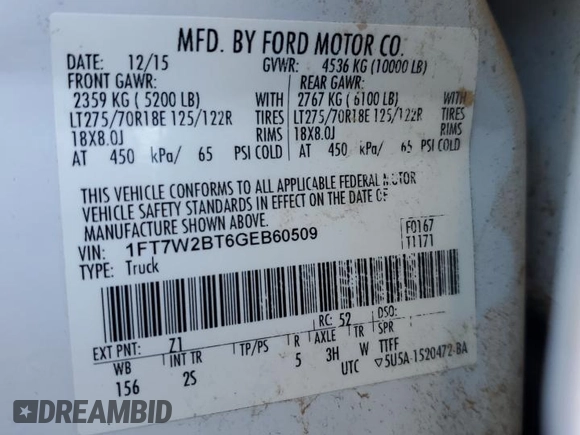 MFD. BY FORD MOTOR CO.
DATE: 12/15 GVWR: 4536 KG (10000 LB)
FRONT GAWR: REAR GAWR:
2359 KG ( 5200 LB) WITH 2767 KG ( 6100 LB) WITH
LT275/70R18E 125/122R TIRES LT275/70R18E 125/122R TIRES
18X8.0J RIMS 18X8.0J RIMS
AT 450 kPa/ 65 PSI COLD AT 450 kPa/ 65 PSI COLD
THIS VEHICLE CONFORMS TO ALL APPLICABLE FEDERAL MOTOR
VEHICLE SAFETY STANDARDS IN EFFECT ON THE DATE OF
MANUFACTURE SHOWN ABOVE.
VIN: 1FT7W2BT6GEB60509 F0167
TYPE: Truck T1171
EXT PNT: Z1 RC: 52 DSO:
WB INT TR TP/PS R AXLE TR SPR
156 2S 5 3H W TTFF
UTC ▽5U5A-1520472-BA
DREAMBID